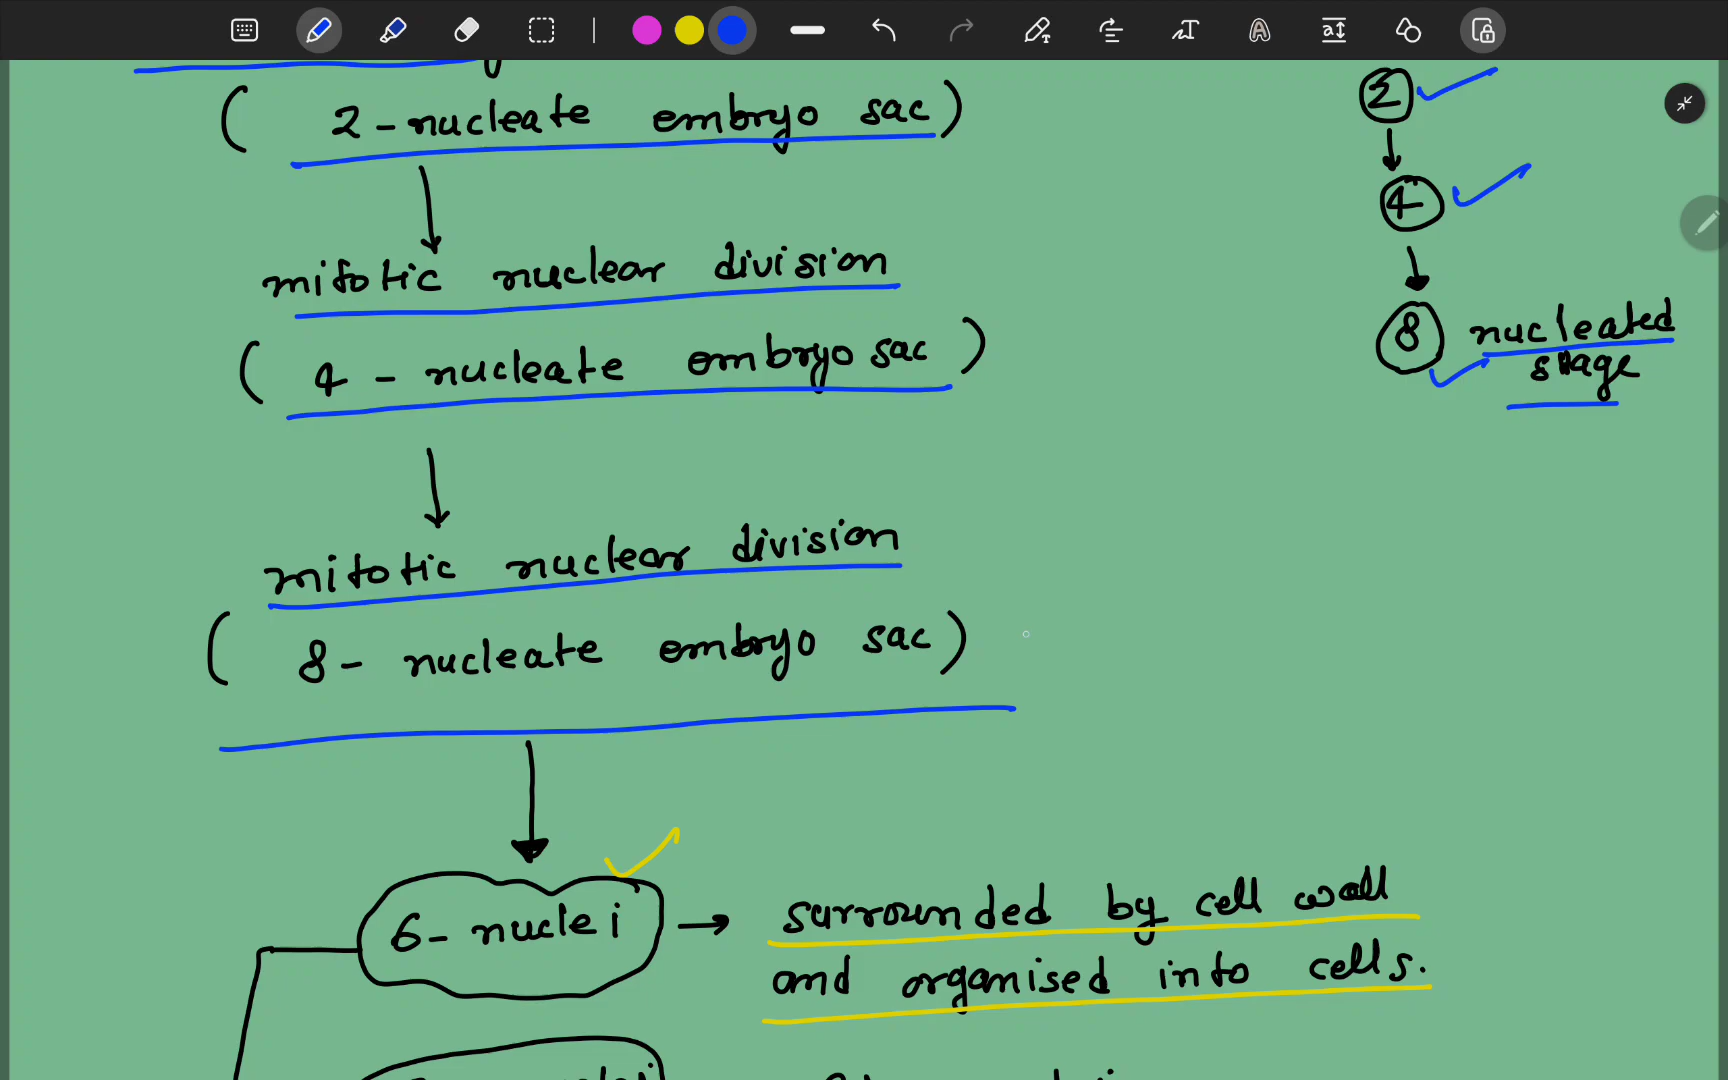 ( 2-nucleate embryo sac)
mitotic nuclear division
( 4 - nucleate embryo sac )
mitotic nuclear division
( 8 - nucleate embryo sac)
6- nuclei → surrounded by cell wall
and organised into cells.
2
4
8 nucleated
stage